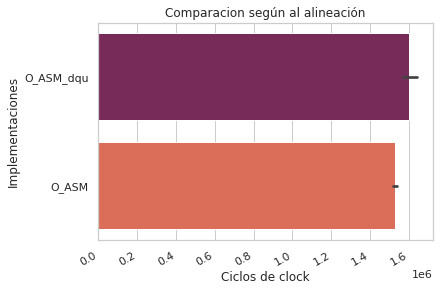 Comparacion según al alineación
Implementaciones
O_ASM_dqu
O_ASM
0.0 0.2 0.4 0.6 0.8 1.0 1.2 1.4 1.6
1e6
Ciclos de clock